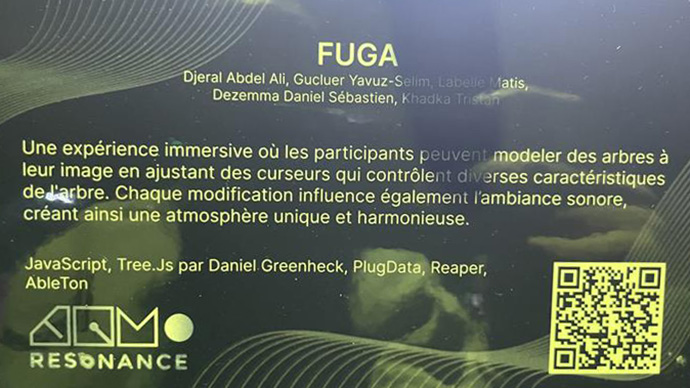 FUGA
Djeral Abdel Ali, Gucluer Yavuz-Selim, Labelle Matis,
Dezemma Daniel Sébastien, Khadka Tristan
Une expérience immersive où les participants peuvent modeler des arbres à
leur image en ajustant des curseurs qui contrôlent diverses caractéristiques
de l'arbre. Chaque modification influence également l'ambiance sonore,
créant ainsi une atmosphère unique et harmonieuse.
JavaScript, Tree.Js par Daniel Greenheck, PlugData, Reaper,
AbleTon
RESONANCE